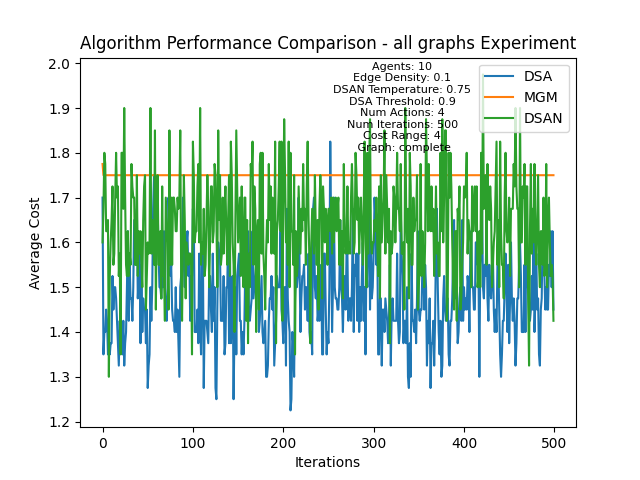 Algorithm Performance Comparison - all graphs Experiment
Agents: 10
Edge Density: 0.1
DSAN Temperature: 0.75
DSA Threshold: 0.9
Num Actions: 4
Num Iterations: 500
Cost Range: 4
Graph: complete
DSA
MGM
DSAN
Average Cost
2.0
1.9
1.8
1.7
1.6
1.5
1.4
1.3
1.2
0
100
200
300
400
500
Iterations